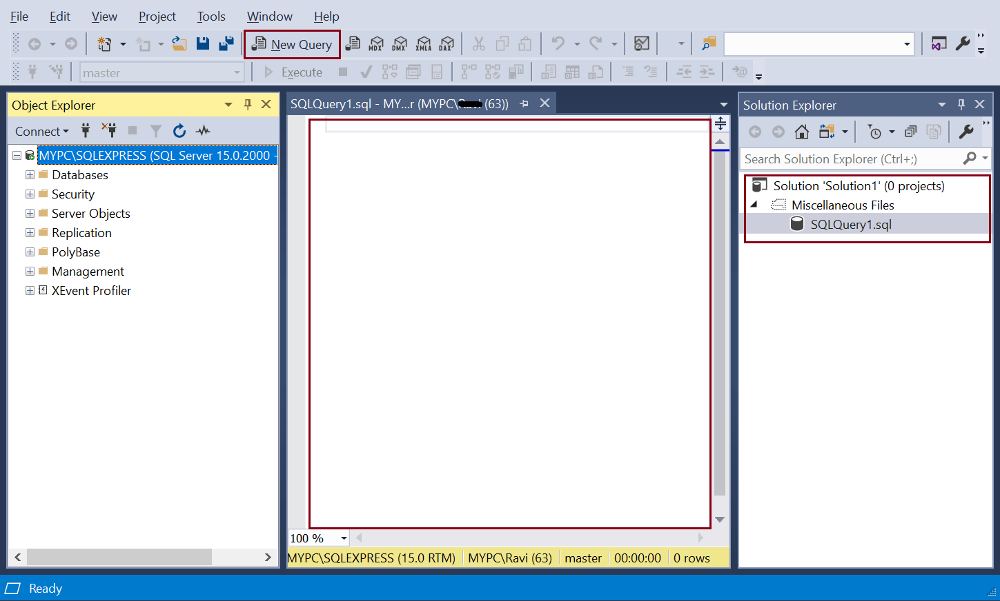 File Edit View Project Tools Window Help
New Query MDX DMX XMLA DAX
master Execute
Object Explorer
Connect
MYPC\SQLEXPRESS (SQL Server 15.0.2000 -
Databases
Security
Server Objects
Replication
PolyBase
Management
XEvent Profiler
SQLQuery1.sql - MY...r (MYPC\ (63))
100 %
MYPC\SQLEXPRESS (15.0 RTM) MYPC\Ravi (63) master 00:00:00 0 rows
Solution Explorer
Search Solution Explorer (Ctrl+;)
Solution 'Solution1' (0 projects)
Miscellaneous Files
SQLQuery1.sql
Ready